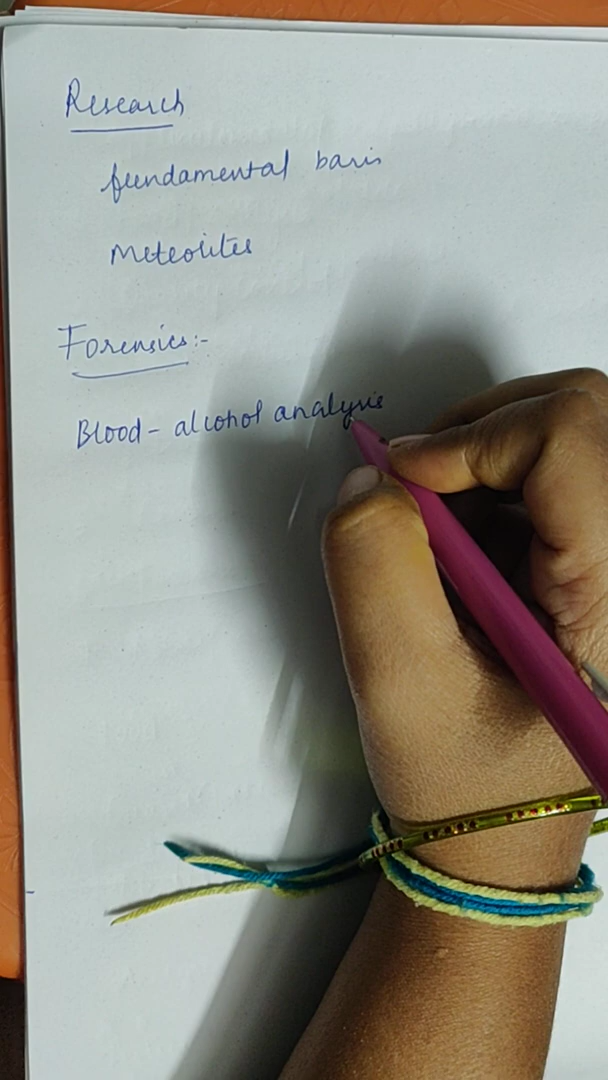 Research
fundamental basis
Meteorites
Forensics:-
Blood - alcohol analysis